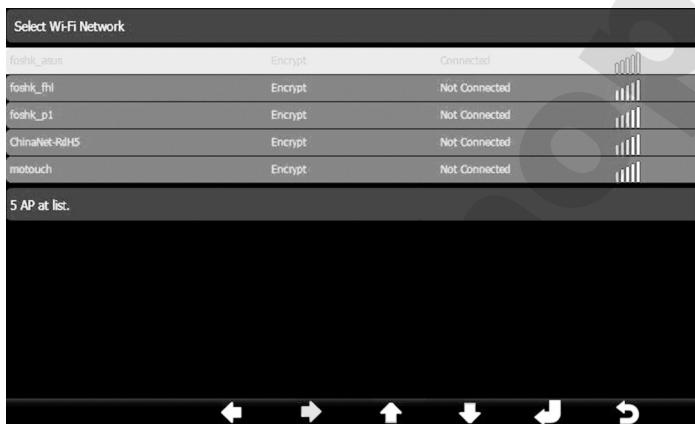 Select Wi-Fi Network
foshk_asus Encrypt Connected
foshk_fhl Encrypt Not Connected
foshk_p1 Encrypt Not Connected
ChinaNet-RdH5 Encrypt Not Connected
motouch Encrypt Not Connected
5 AP at list.